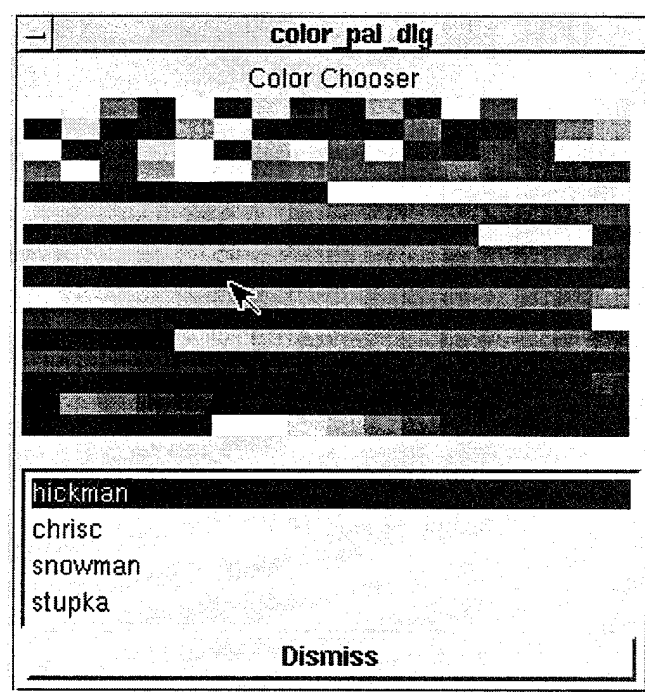 color_pal_dlg
Color Chooser
hickman
chrisc
snowman
stupka
Dismiss